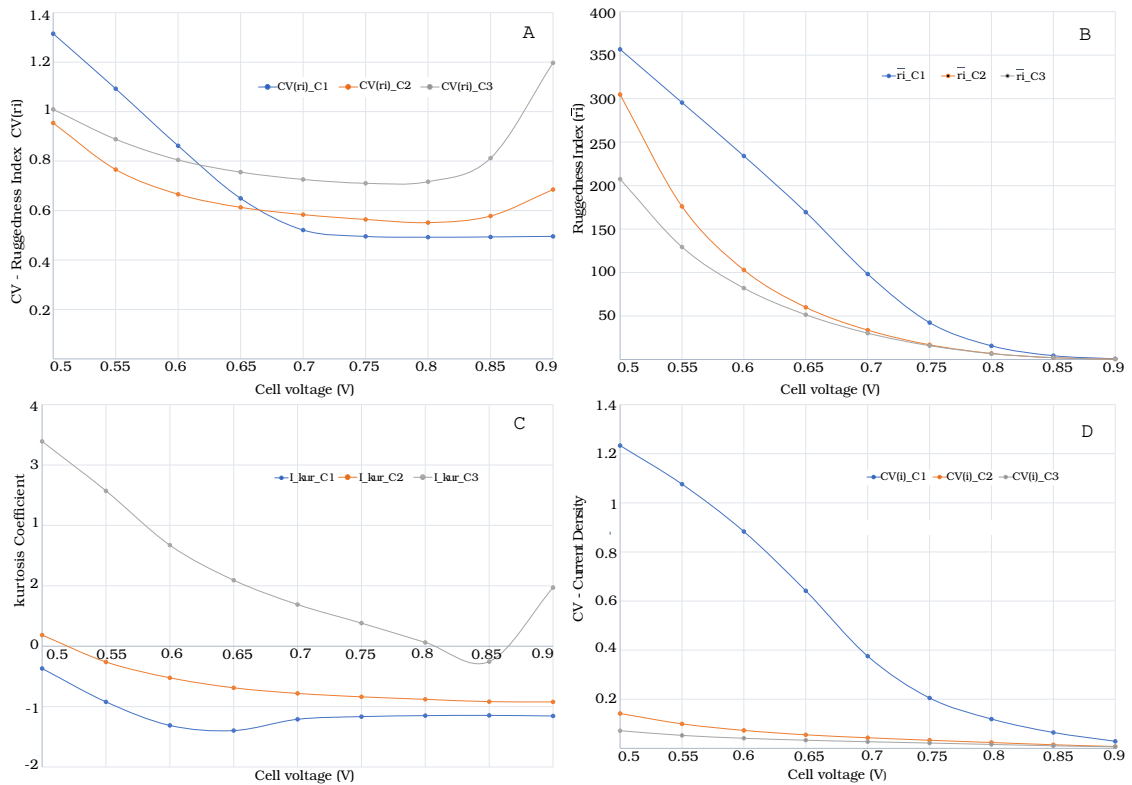 A
CV - Ruggedness Index CV(ri)
1.4
1.2
1
0.8
0.6
0.4
0.2
CV(ri)_C1 CV(ri)_C2 CV(ri)_C3
0.5 0.55 0.6 0.65 0.7 0.75 0.8 0.85 0.9
Cell voltage (V)
B
Ruggedness Index (r̅i̅)
400
350
300
250
200
150
100
50
r̅i̅_C1 r̅i̅_C2 r̅i̅_C3
0.5 0.55 0.6 0.65 0.7 0.75 0.8 0.85 0.9
Cell voltage (V)
C
kurtosis Coefficient
4
3
1
2
0
-1
-2
I_kur_C1 I_kur_C2 I_kur_C3
0.5 0.55 0.6 0.65 0.7 0.75 0.8 0.85 0.9
Cell voltage (V)
D
CV - Current Density
1.4
1.2
1
0.8
0.6
0.4
0.2
CV(i)_C1 CV(i)_C2 CV(i)_C3
0.5 0.55 0.6 0.65 0.7 0.75 0.8 0.85 0.9
Cell voltage (V)